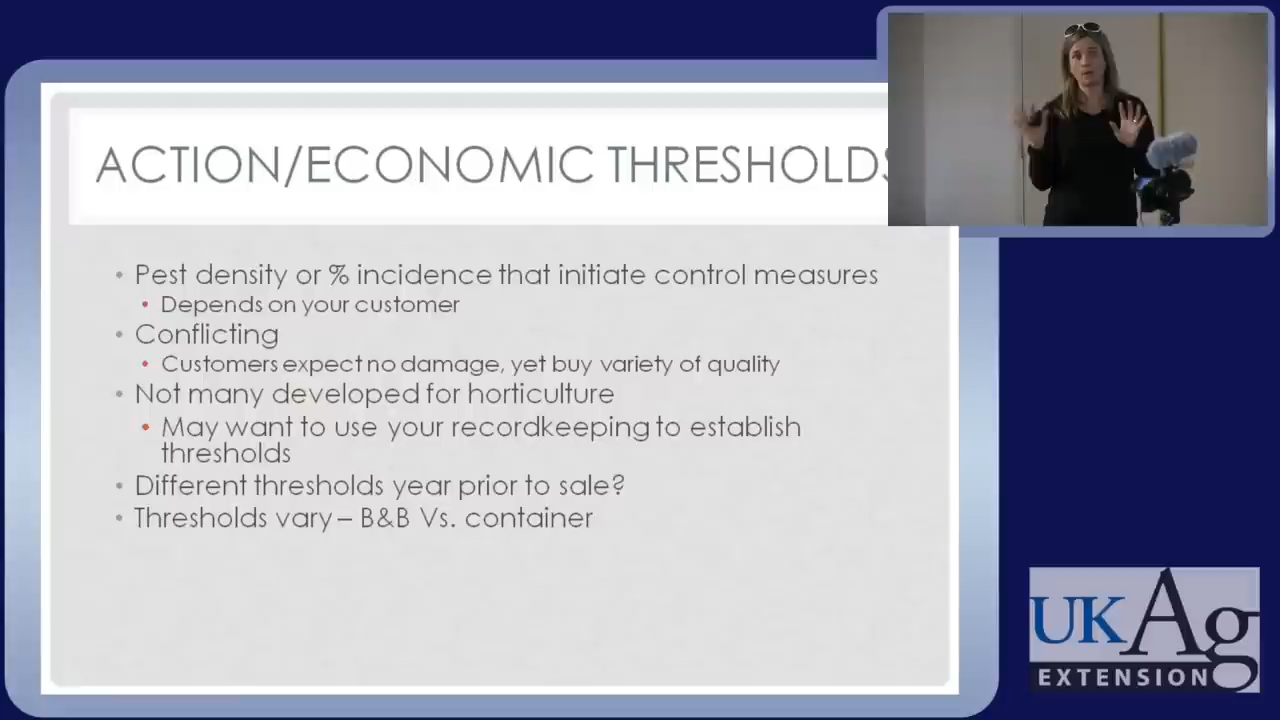 ACTION/ECONOMIC THRESHOLDS
• Pest density or % incidence that initiate control measures
• Depends on your customer
• Conflicting
• Customers expect no damage, yet buy variety of quality
• Not many developed for horticulture
• May want to use your recordkeeping to establish
thresholds
• Different thresholds year prior to sale?
• Thresholds vary – B&B Vs. container
UKAg
EXTENSION